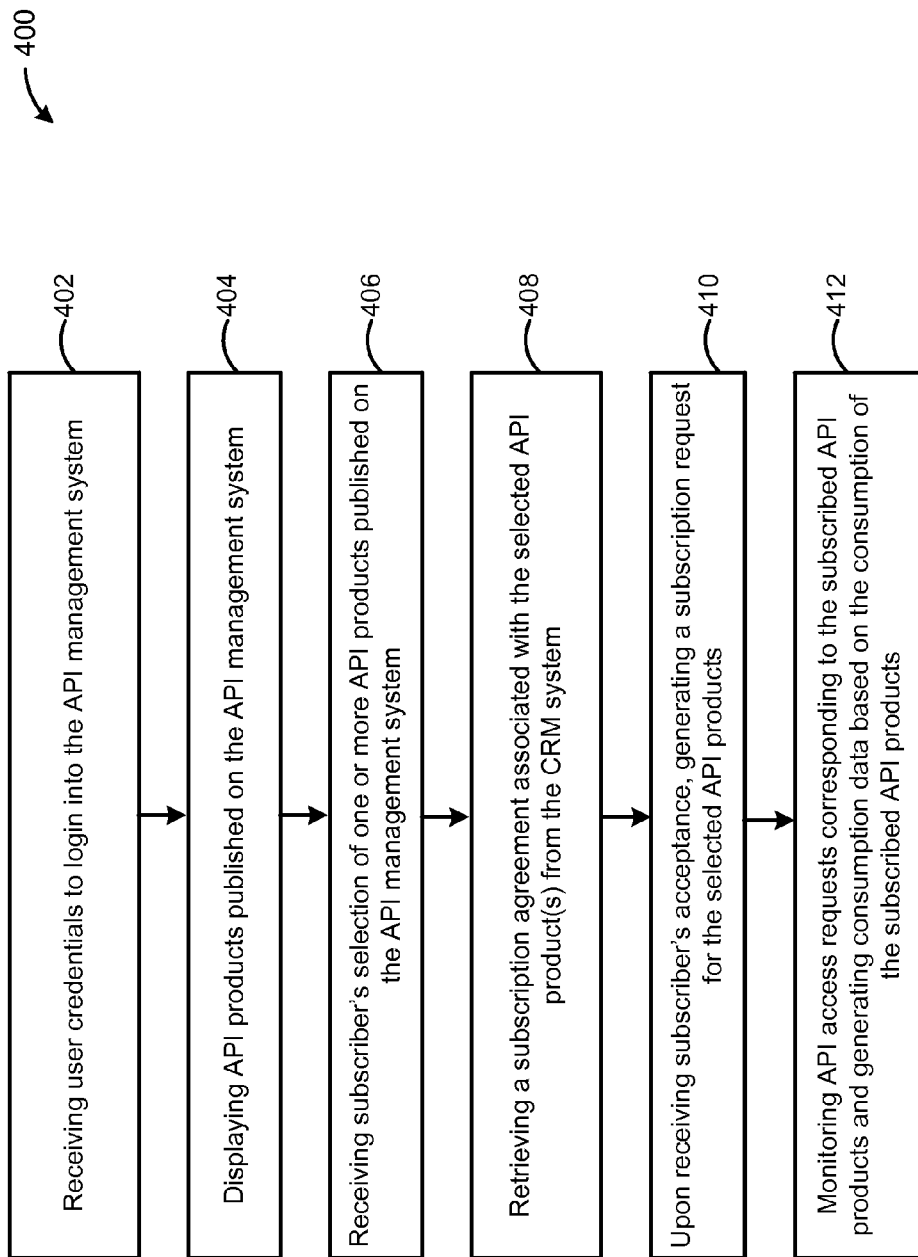 400
Receiving user credentials to login into the API management system
402
Displaying API products published on the API management system
404
Receiving subscriber's selection of one or more API products published on
the API management system
406
Retrieving a subscription agreement associated with the selected API
product(s) from the CRM system
408
Upon receiving subscriber's acceptance, generating a subscription request
for the selected API products
410
Monitoring API access requests corresponding to the subscribed API
products and generating consumption data based on the consumption of
the subscribed API products
412